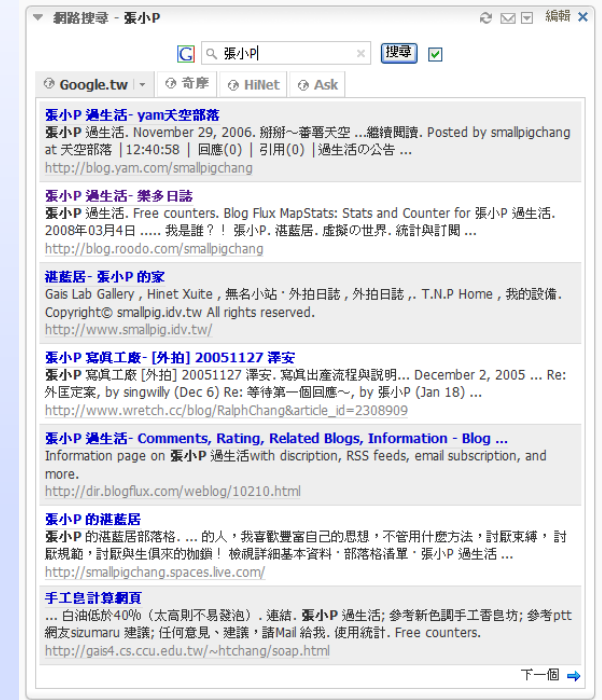 網路搜尋 - 張小P
編輯
張小P
搜尋
Google.tw 奇摩 HiNet Ask
張小P 過生活- yam天空部落
張小P 過生活. November 29, 2006. 掰掰～蕃薯天空 ...繼續閱讀. Posted by smallpigchang
at 天空部落 | 12:40:58 | 回應(0) | 引用(0) | 過生活の公告 ...
http://blog.yam.com/smallpigchang
張小P 過生活- 樂多日誌
張小P 過生活. Free counters. Blog Flux MapStats: Stats and Counter for 張小P 過生活.
2008年03月4日 ..... 我是誰？！ 張小P. 湛藍居. 虛擬の世界. 統計與訂閱 ...
http://blog.roodo.com/smallpigchang
湛藍居- 張小P 的家
Gais Lab Gallery , Hinet Xuite , 無名小站‧外拍日誌 , 外拍日誌 ,. T.N.P Home , 我的設備.
Copyright© smallpig.idv.tw All rights reserved.
http://www.smallpig.idv.tw/
張小P 寫真工廠- [外拍] 20051127 澤安
張小P 寫真工廠 [外拍] 20051127 澤安. 寫真出產流程與說明... December 2, 2005 ... Re:
外匡定案, by singwilly (Dec 6) Re: 等待第一個回應～, by 張小P (Jan 18) ...
http://www.wretch.cc/blog/RalphChang&article_id=2308909
張小P 過生活- Comments, Rating, Related Blogs, Information - Blog ...
Information page on 張小P 過生活with discription, RSS feeds, email subscription, and
more.
http://dir.blogflux.com/weblog/10210.html
張小P 的湛藍居
張小P 的湛藍居部落格. ... 的人，我喜歡豐富自己的思想，不管用什麼方法，討厭束縛， 討
厭規範，討厭與生俱來的枷鎖！ 檢視詳細基本資料‧部落格清單‧張小P 過生活 ...
http://smallpigchang.spaces.live.com/
手工皂計算網頁
... 白油低於40%（太高則不易發泡）. 連結. 張小P 過生活; 參考新色調手工香皂坊; 參考ptt
網友sizumaru 建議; 任何意見、建議，請Mail 給我. 使用統計. Free counters.
http://gais4.cs.ccu.edu.tw/~htchang/soap.html
下一個